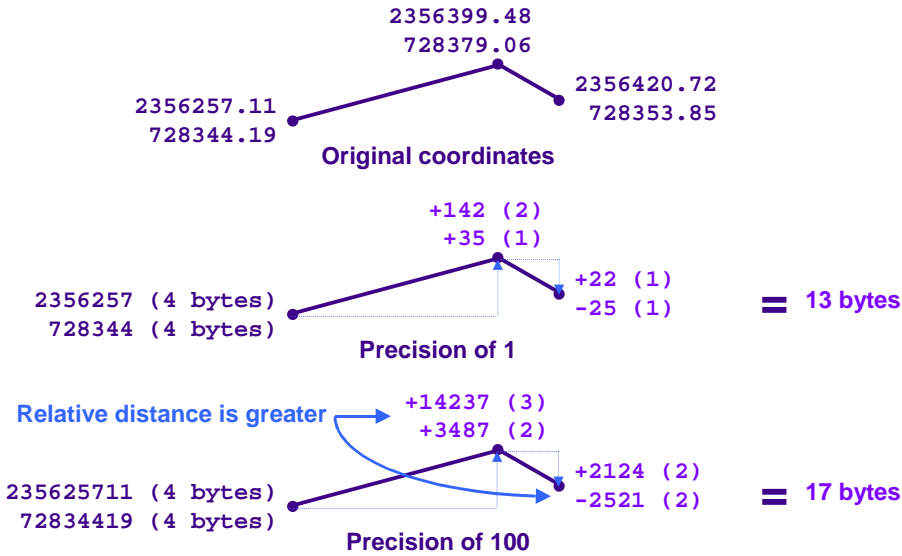 2356399.48
728379.06
2356420.72
728353.85
2356257.11
728344.19
Original coordinates
+142 (2)
+35 (1)
+22 (1)
-25 (1)
= 13 bytes
2356257 (4 bytes)
728344 (4 bytes)
Precision of 1
Relative distance is greater
+14237 (3)
+3487 (2)
+2124 (2)
-2521 (2)
= 17 bytes
235625711 (4 bytes)
72834419 (4 bytes)
Precision of 100